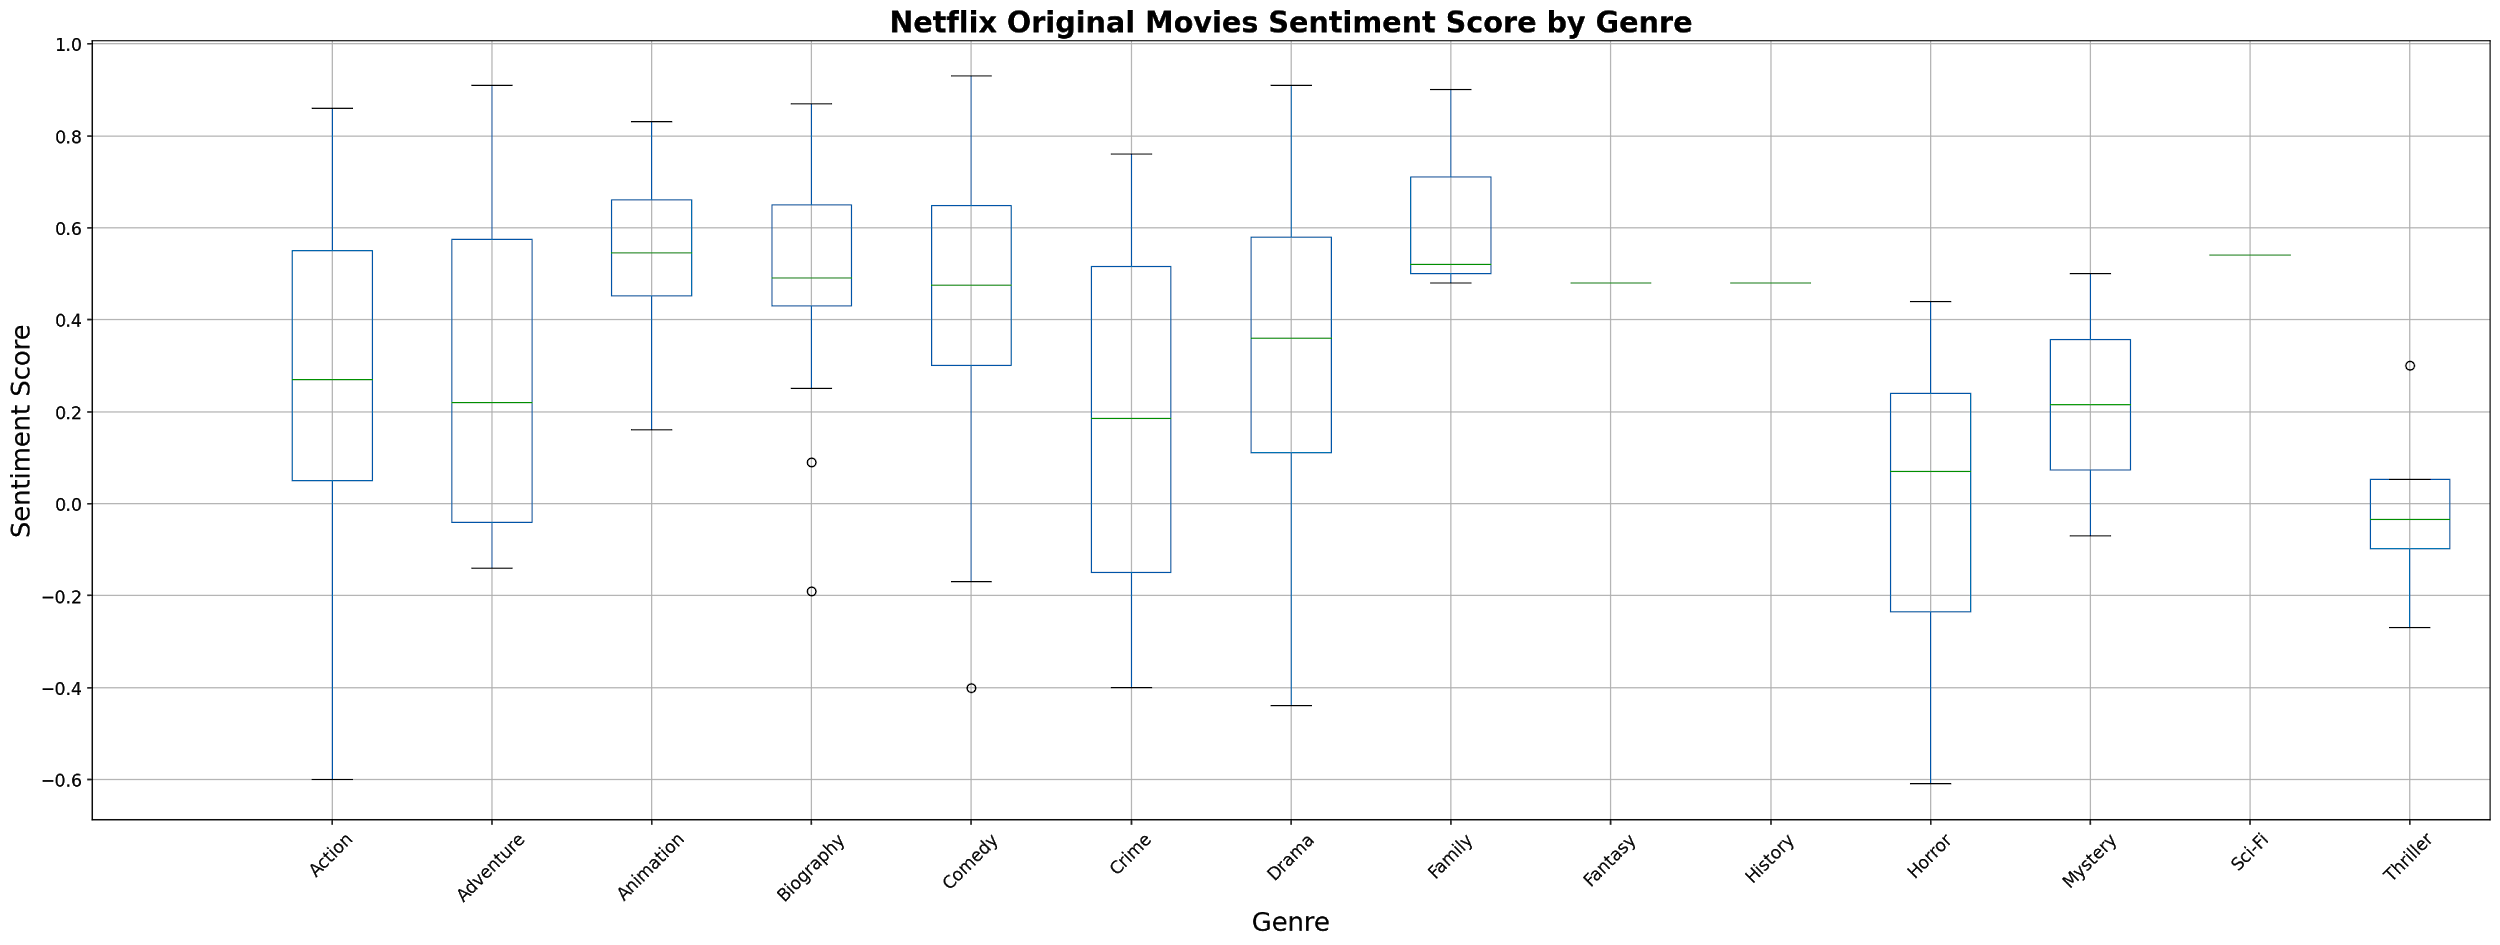 Netflix Original Movies Sentiment Score by Genre
1.0
0.8
0.6
0.4
0.2
0.0
−0.2
−0.4
−0.6
Sentiment Score
Action
Adventure
Animation
Biography
Comedy
Crime
Drama
Family
Fantasy
History
Horror
Mystery
Sci-Fi
Thriller
Genre